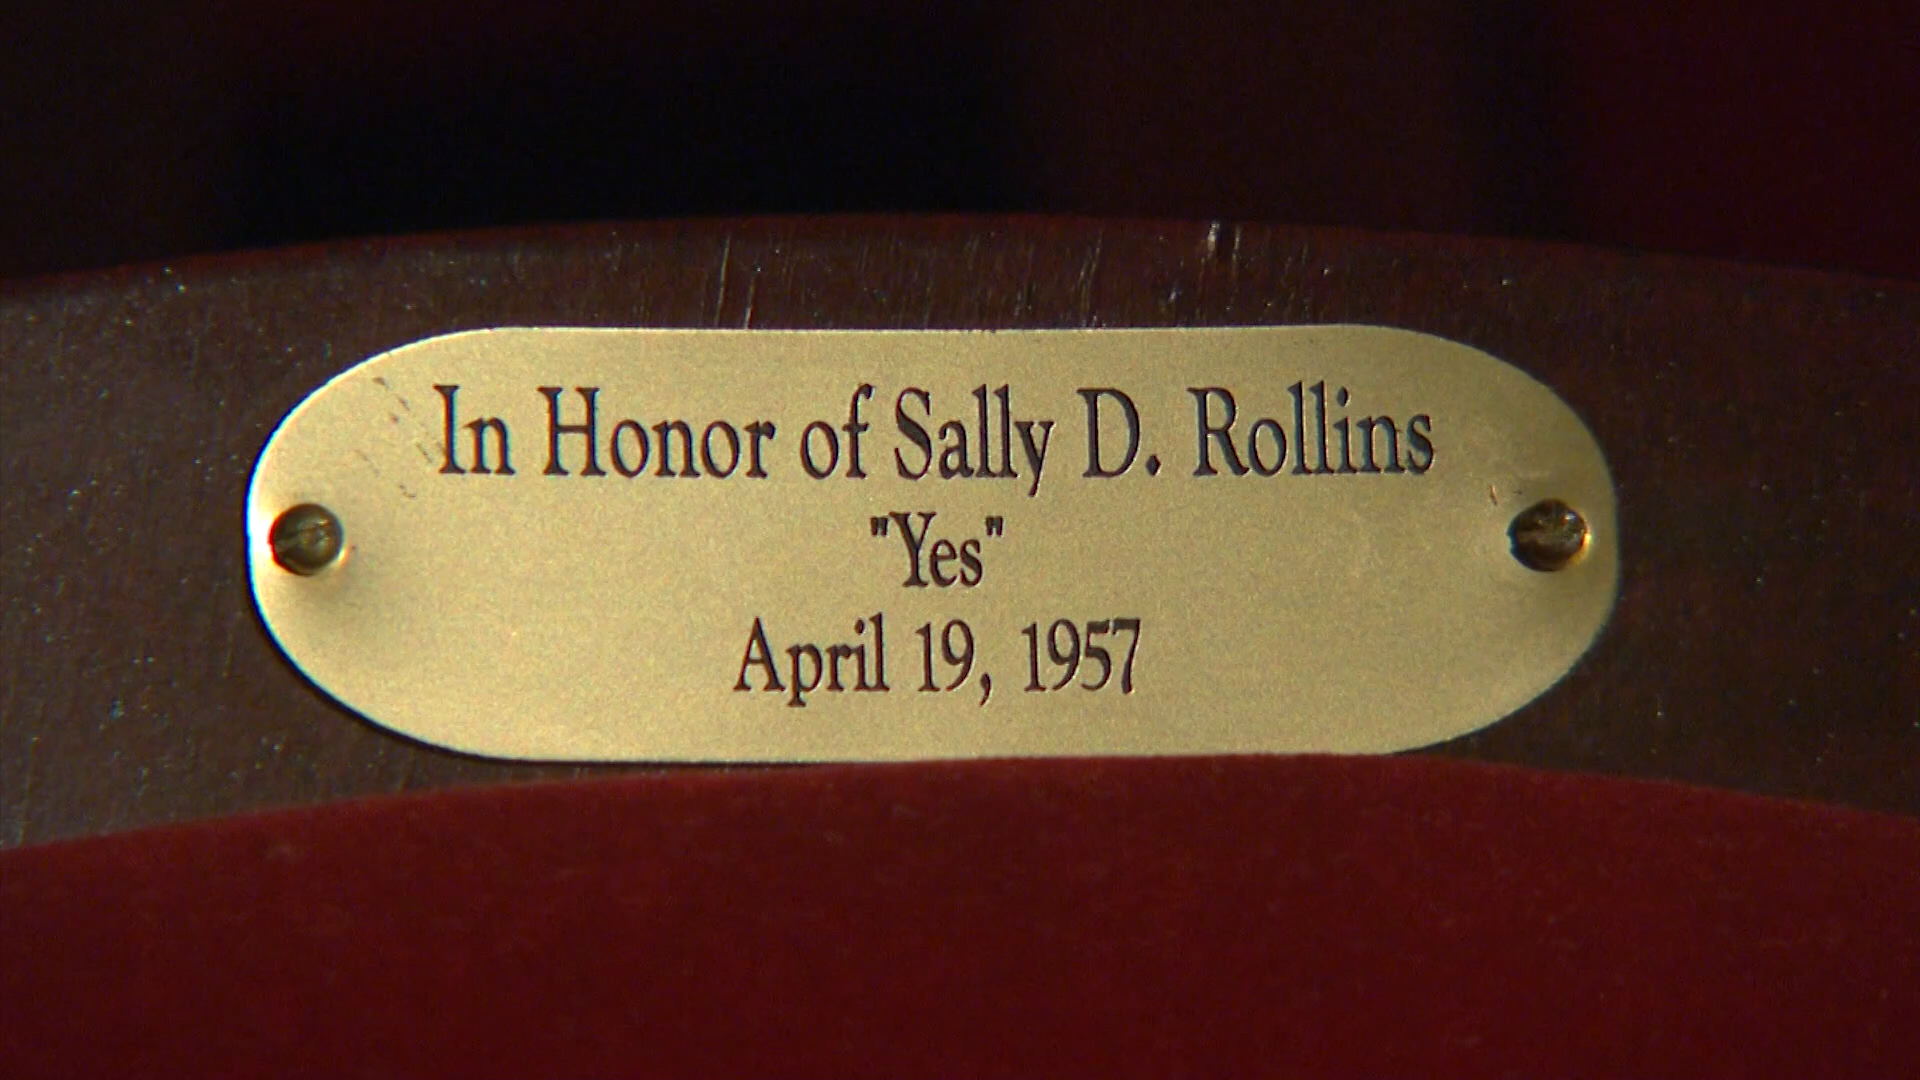 In Honor of Sally D. Rollins
"Yes"
April 19, 1957